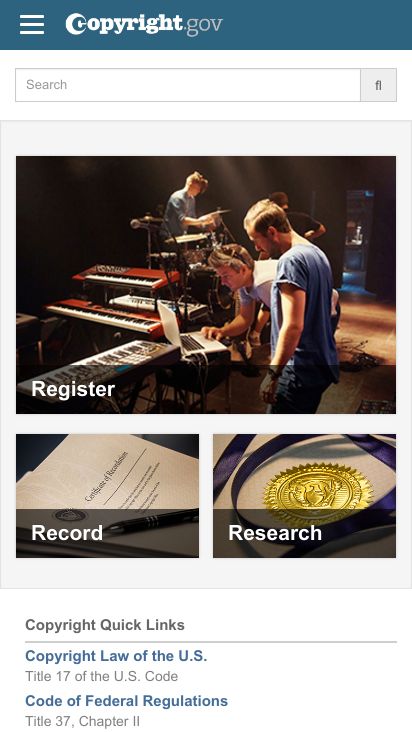 Copyright.gov
Search
Register
Certificate of Recordation
Record
Research
Copyright Quick Links
Copyright Law of the U.S.
Title 17 of the U.S. Code
Code of Federal Regulations
Title 37, Chapter II